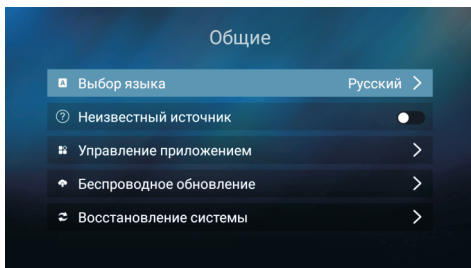 Общие
Выбор языка Русский
Неизвестный источник
Управление приложением
Беспроводное обновление
Восстановление системы